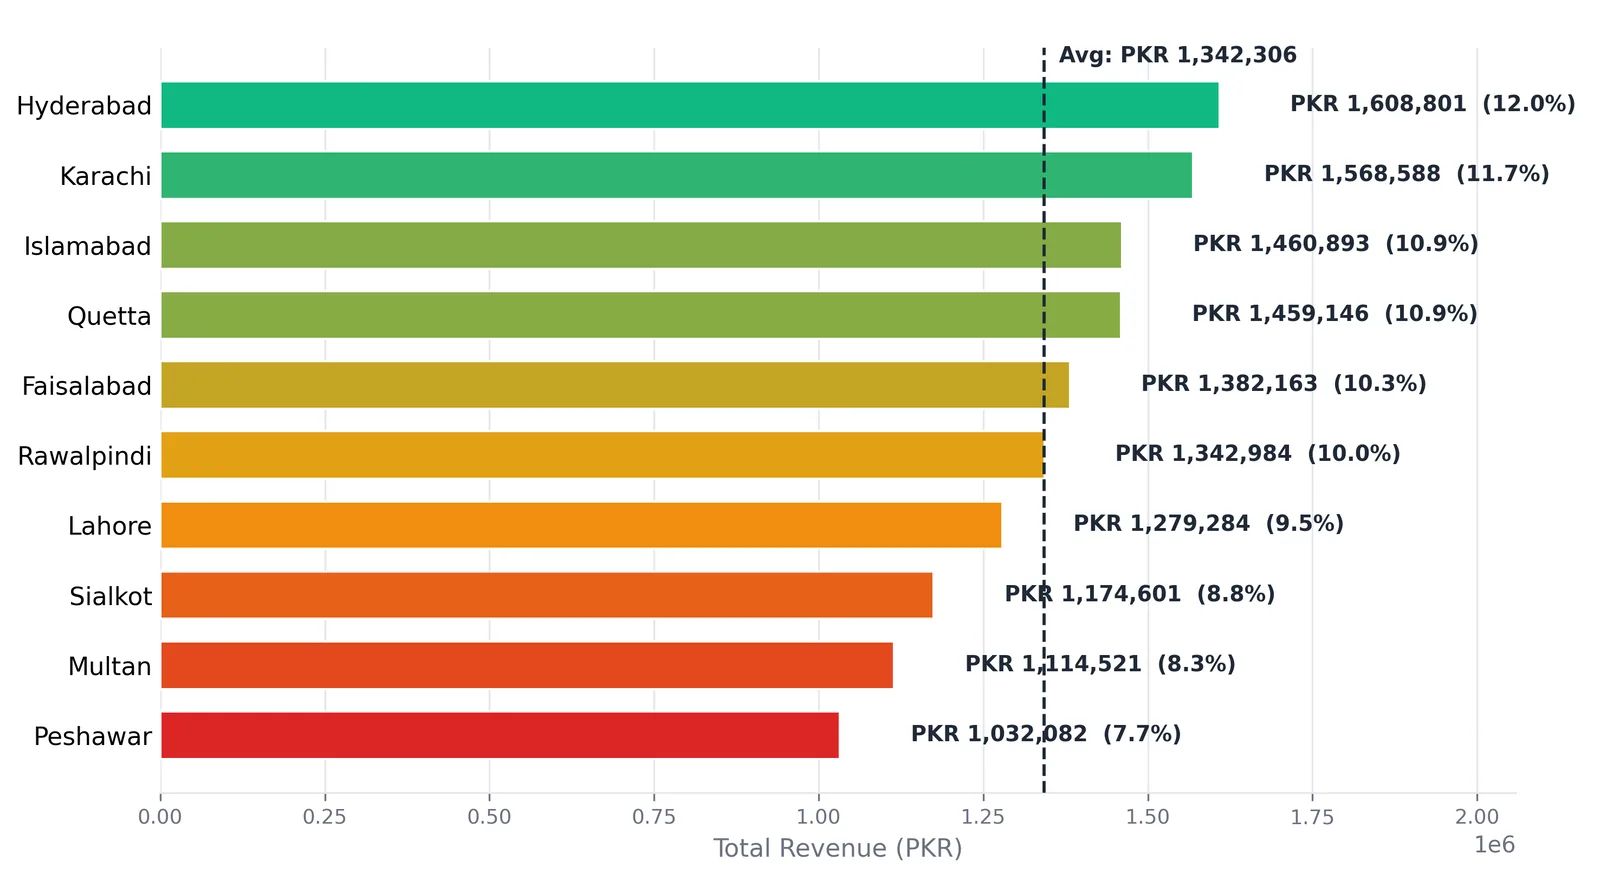 Avg: PKR 1,342,306
Hyderabad PKR 1,608,801 (12.0%)
Karachi PKR 1,568,588 (11.7%)
Islamabad PKR 1,460,893 (10.9%)
Quetta PKR 1,459,146 (10.9%)
Faisalabad PKR 1,382,163 (10.3%)
Rawalpindi PKR 1,342,984 (10.0%)
Lahore PKR 1,279,284 (9.5%)
Sialkot PKR 1,174,601 (8.8%)
Multan PKR 1,114,521 (8.3%)
Peshawar PKR 1,032,082 (7.7%)
0.00 0.25 0.50 0.75 1.00 1.25 1.50 1.75 2.00
1e6
Total Revenue (PKR)